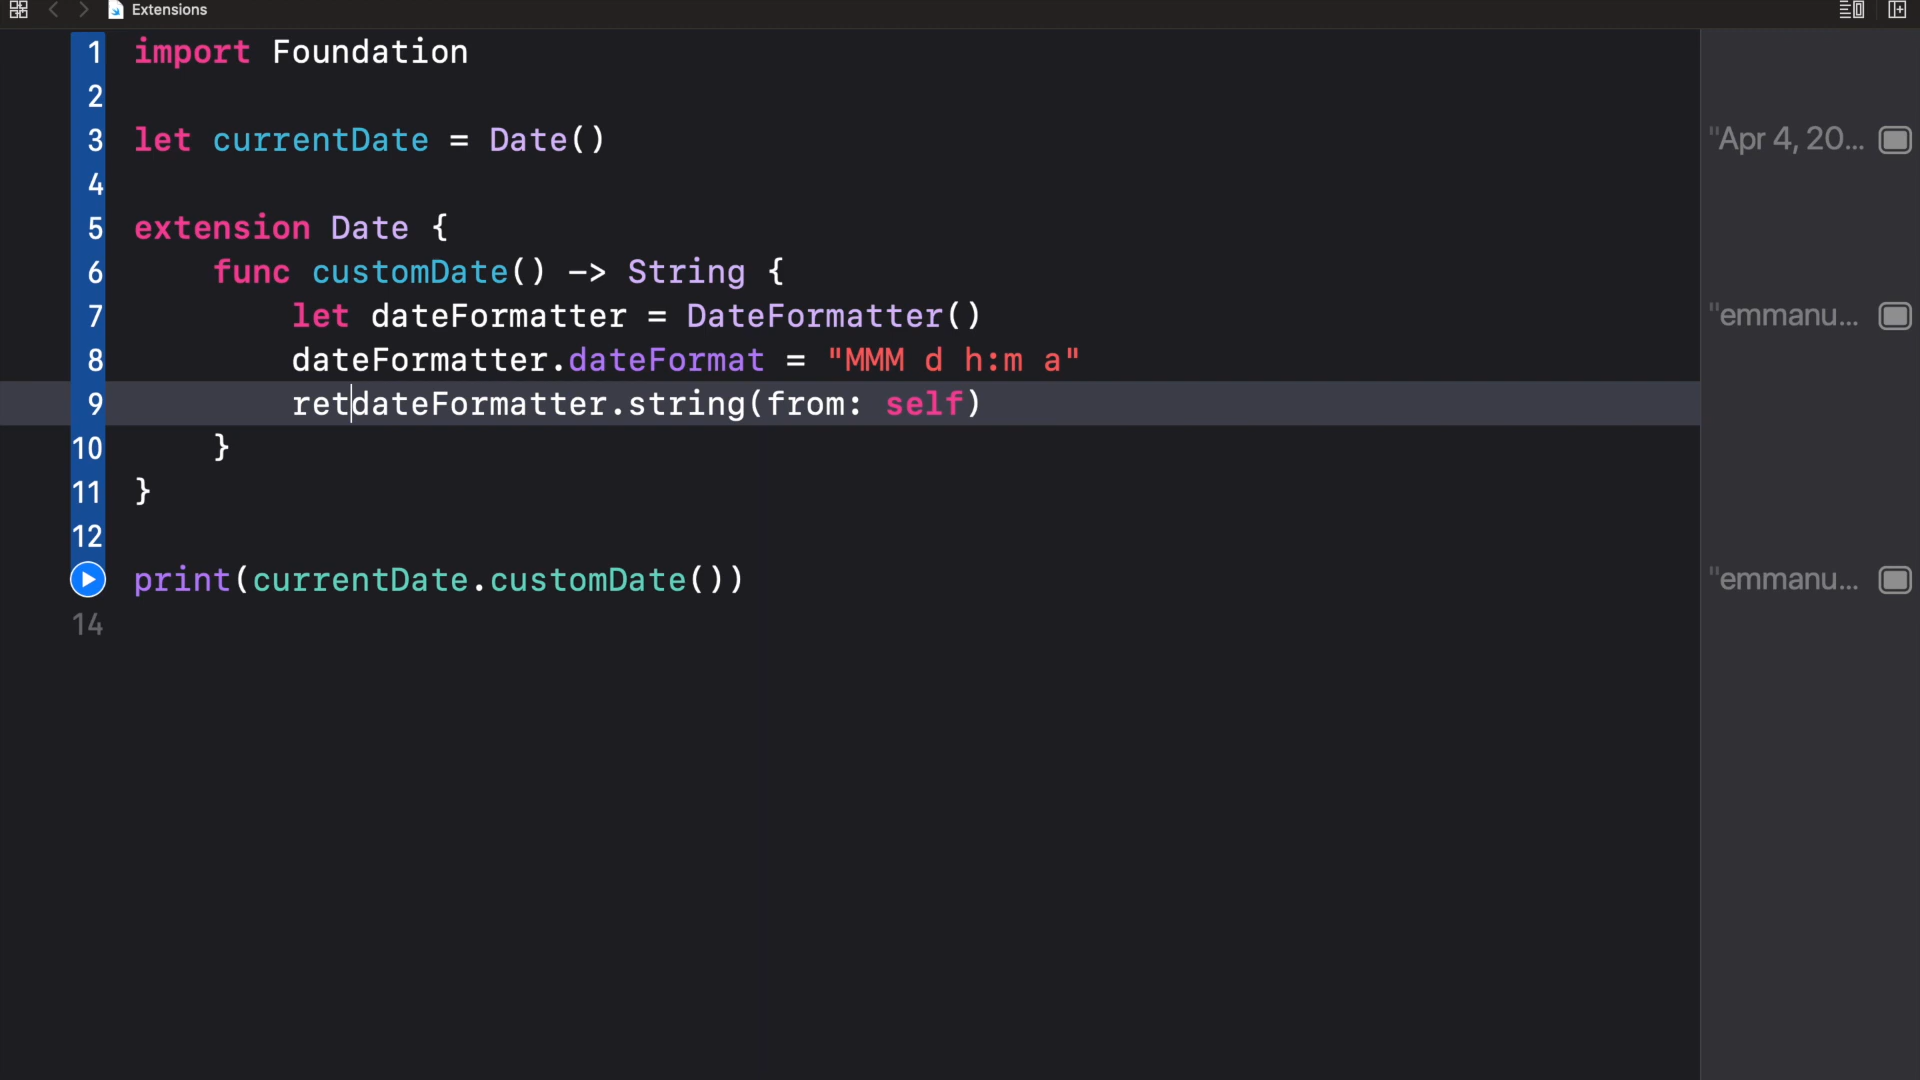 Extensions
1 import Foundation
2
3 let currentDate = Date()
"Apr 4, 20...
4
5 extension Date {
6 func customDate() -> String {
7 let dateFormatter = DateFormatter()
"emmanu...
8 dateFormatter.dateFormat = "MMM d h:m a"
9 retdateFormatter.string(from: self)
10 }
11 }
12
print(currentDate.customDate())
"emmanu...
14